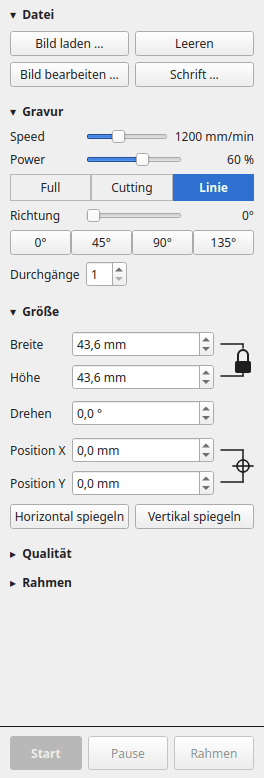 Datei
Bild laden ... Leeren
Bild bearbeiten ... Schrift ...
Gravur
Speed 1200 mm/min
Power 60 %
Full Cutting Linie
Richtung 0°
0° 45° 90° 135°
Durchgänge 1
Größe
Breite 43,6 mm
Höhe 43,6 mm
Drehen 0,0 °
Position X 0,0 mm
Position Y 0,0 mm
Horizontal spiegeln Vertikal spiegeln
Qualität
Rahmen
Start Pause Rahmen